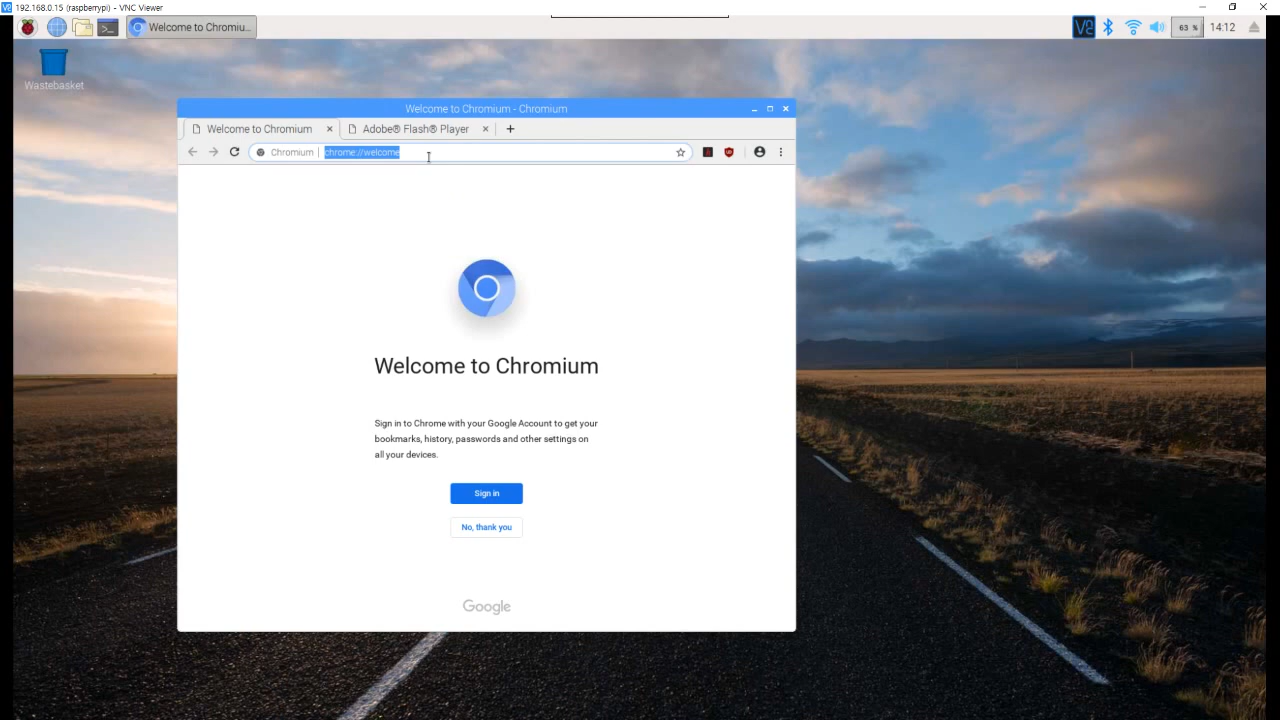 192.168.0.15 (raspberrypi) - VNC Viewer
Welcome to Chromiu...
63 %
14:12
Wastebasket
Welcome to Chromium - Chromium
Welcome to Chromium
Adobe® Flash® Player
Chromium | chrome://welcome
Welcome to Chromium
Sign in to Chrome with your Google Account to get your
bookmarks, history, passwords and other settings on
all your devices.
Sign in
No, thank you
Google